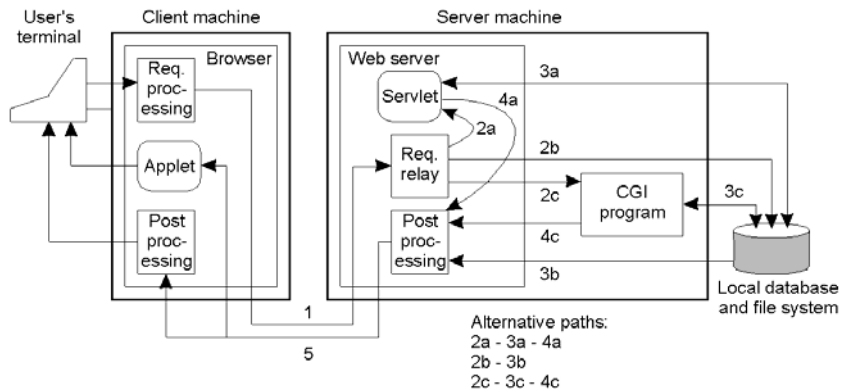 User's
terminal
Client machine
Server machine
Browser
Req.
proc-
essing
Applet
Post
proc-
essing
Web server
Servlet
4a
2a
Req.
relay
Post
proc-
essing
3a
2b
2c
4c
3b
CGI
program
3c
Local database
and file system
1
5
Alternative paths:
2a - 3a - 4a
2b - 3b
2c - 3c - 4c